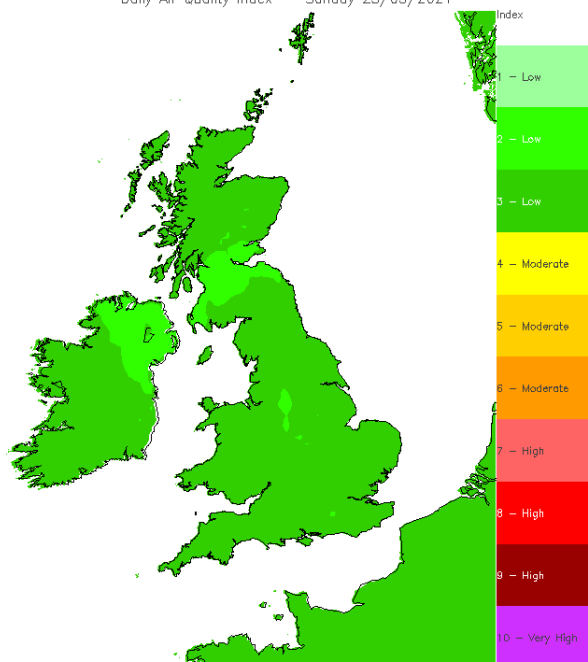 Index
1 - Low
2 - Low
3 - Low
4 - Moderate
5 - Moderate
6 - Moderate
7 - High
8 - High
9 - High
10 - Very High